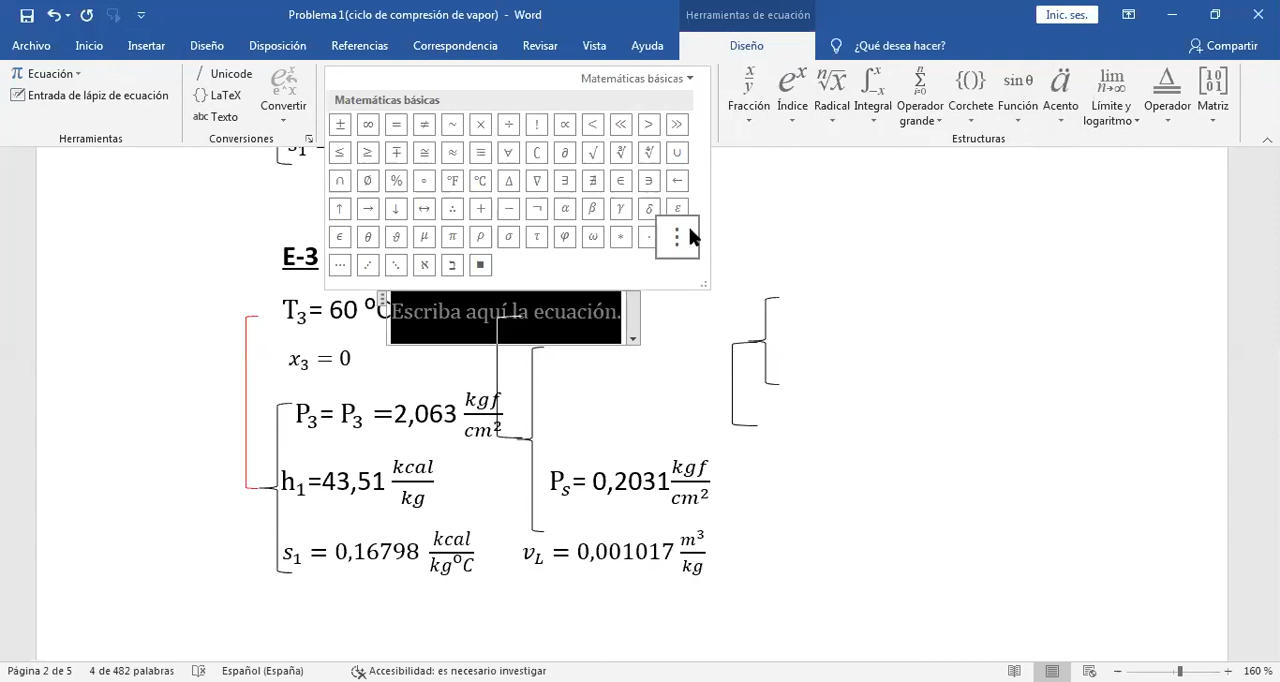 Problema 1(ciclo de compresión de vapor) - Word
Herramientas de ecuación
Inic. ses.
Archivo Inicio Insertar Diseño Disposición Referencias Correspondencia Revisar Vista Ayuda Diseño ¿Qué desea hacer? Compartir
π Ecuación
Entrada de lápiz de ecuación
Herramientas
/ Unicode
{} LaTeX
abc Texto
Convertir
Conversiones
Matemáticas básicas
Matemáticas básicas
± ∞ = ≠ ~ × ÷ ! ∝ < ≪ > ≫
≤ ≥ ∓ ≅ ≈ ≡ ∀ ∁ ∂ √ ∛ ∜ ∪
∩ ∅ % ° °F °C ∆ ∇ ∃ ∄ ∈ ∋ ←
↑ → ↓ ↔ ∴ + − ¬ α β γ δ ε
ϵ θ ϑ μ π ρ σ τ φ ω ∗ ∙ ⋮
⋯ ⋰ ⋱ ℵ ℶ ∎
Fracción Índice Radical Integral Operador grande Corchete Función Acento Límite y logaritmo Operador Matriz
Estructuras
s₁
E-3
T₃= 60 ºC
Escriba aquí la ecuación.
x₃ = 0
P₃= P₃ =2,063 kgf/cm²
h₁=43,51 kcal/kg
Pₛ= 0,2031 kgf/cm²
s₁ = 0,16798 kcal/kgºC
v_L = 0,001017 m³/kg
Página 2 de 5 4 de 482 palabras Español (España) Accesibilidad: es necesario investigar 160 %